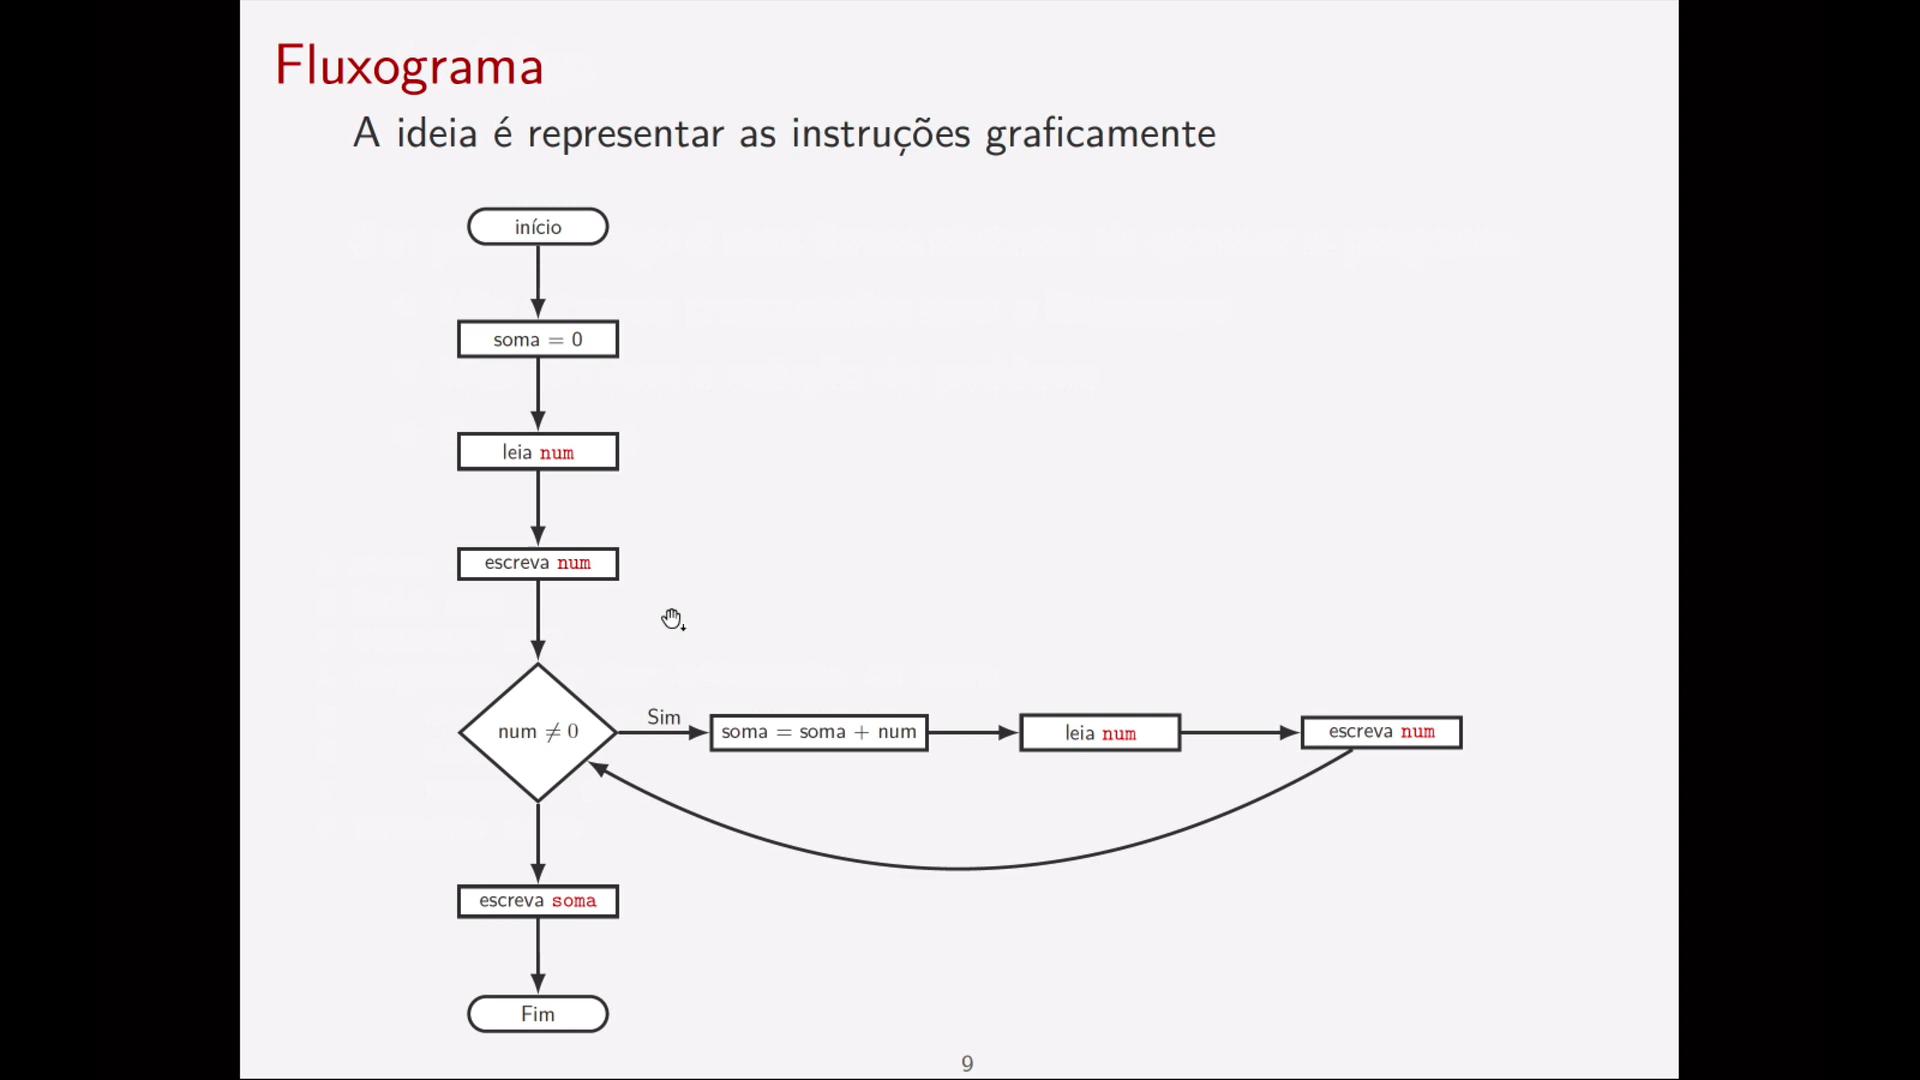 Fluxograma
A ideia é representar as instruções graficamente
início
soma = 0
leia num
escreva num
num ≠ 0
Sim
soma = soma + num
leia num
escreva num
escreva soma
Fim
9